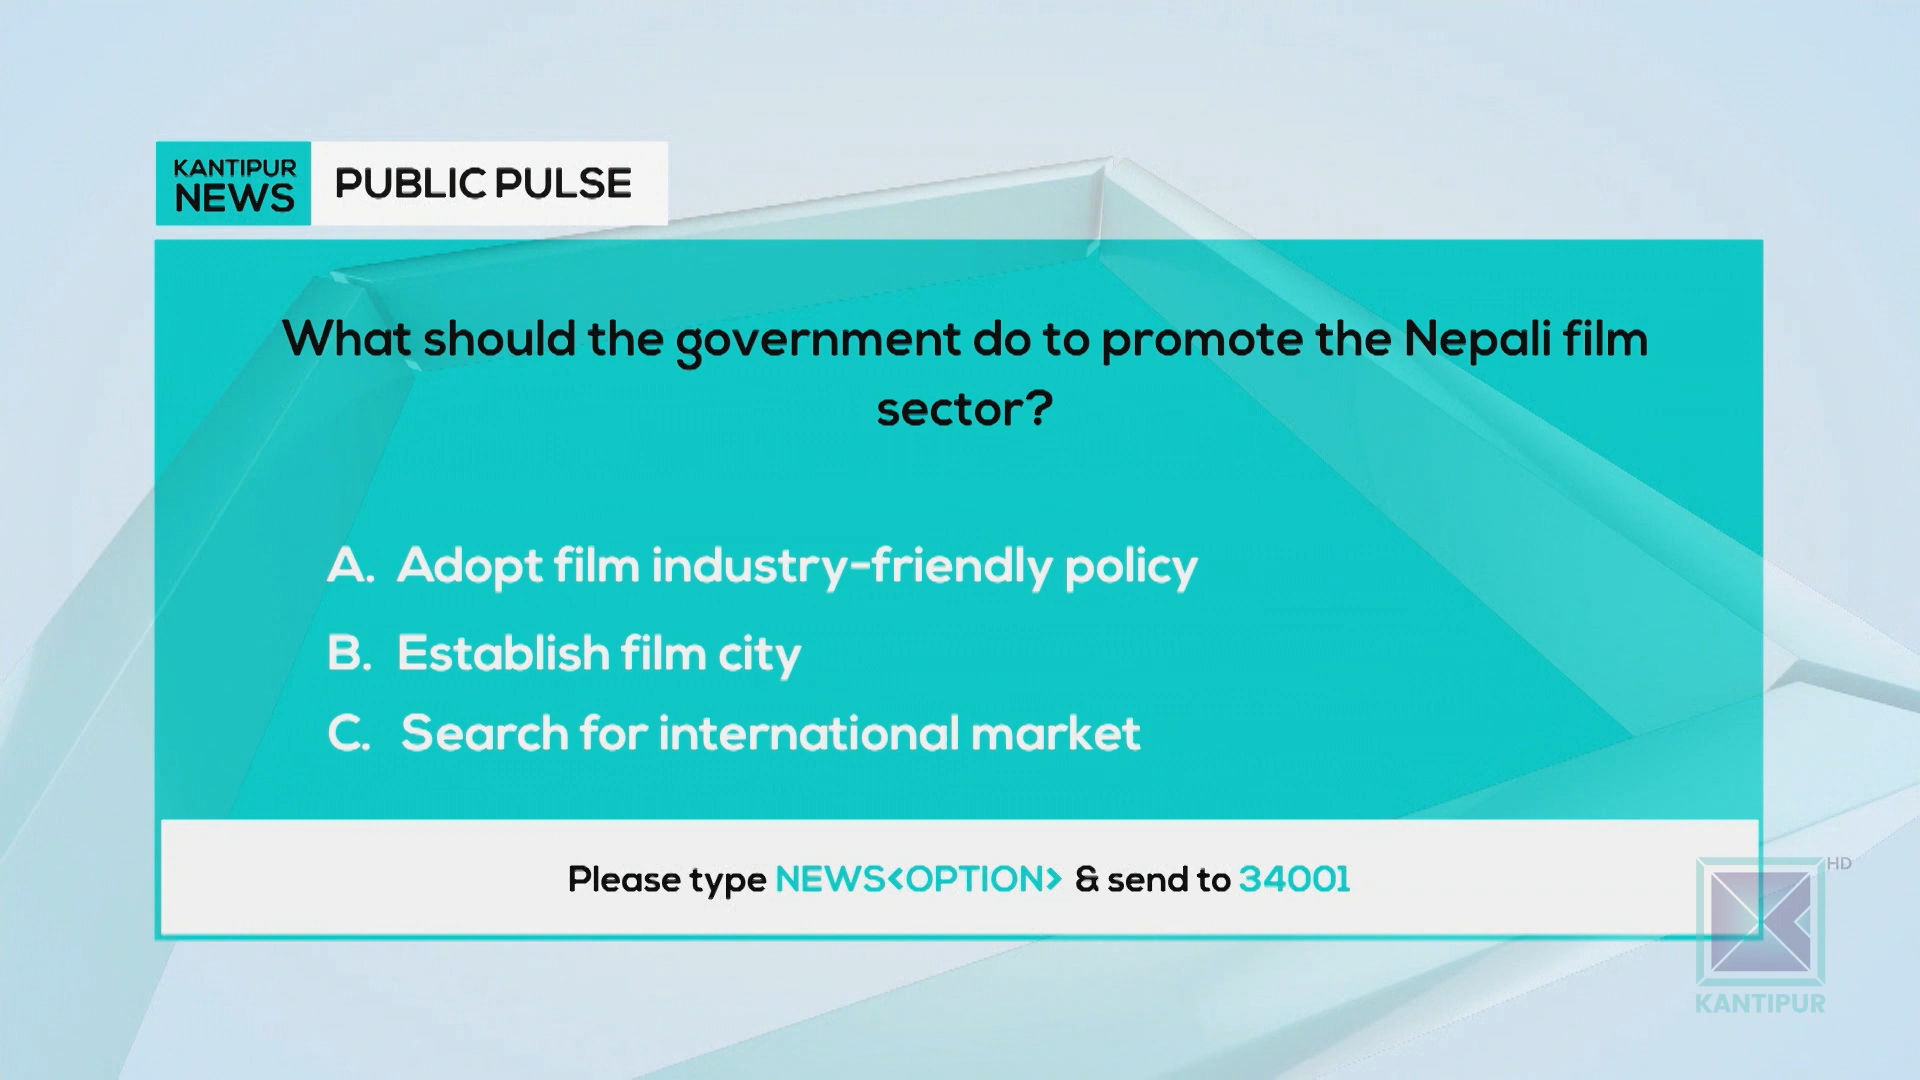 KANTIPUR
NEWS
PUBLIC PULSE
What should the government do to promote the Nepali film
sector?
A. Adopt film industry-friendly policy
B. Establish film city
C. Search for international market
Please type NEWS<OPTION> & send to 34001
HD
KANTIPUR